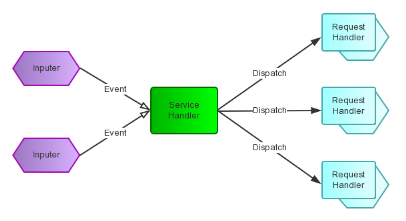 Inputer
Inputer
Event
Event
Service
Handler
Dispatch
Dispatch
Dispatch
Request
Handler
Request
Handler
Request
Handler